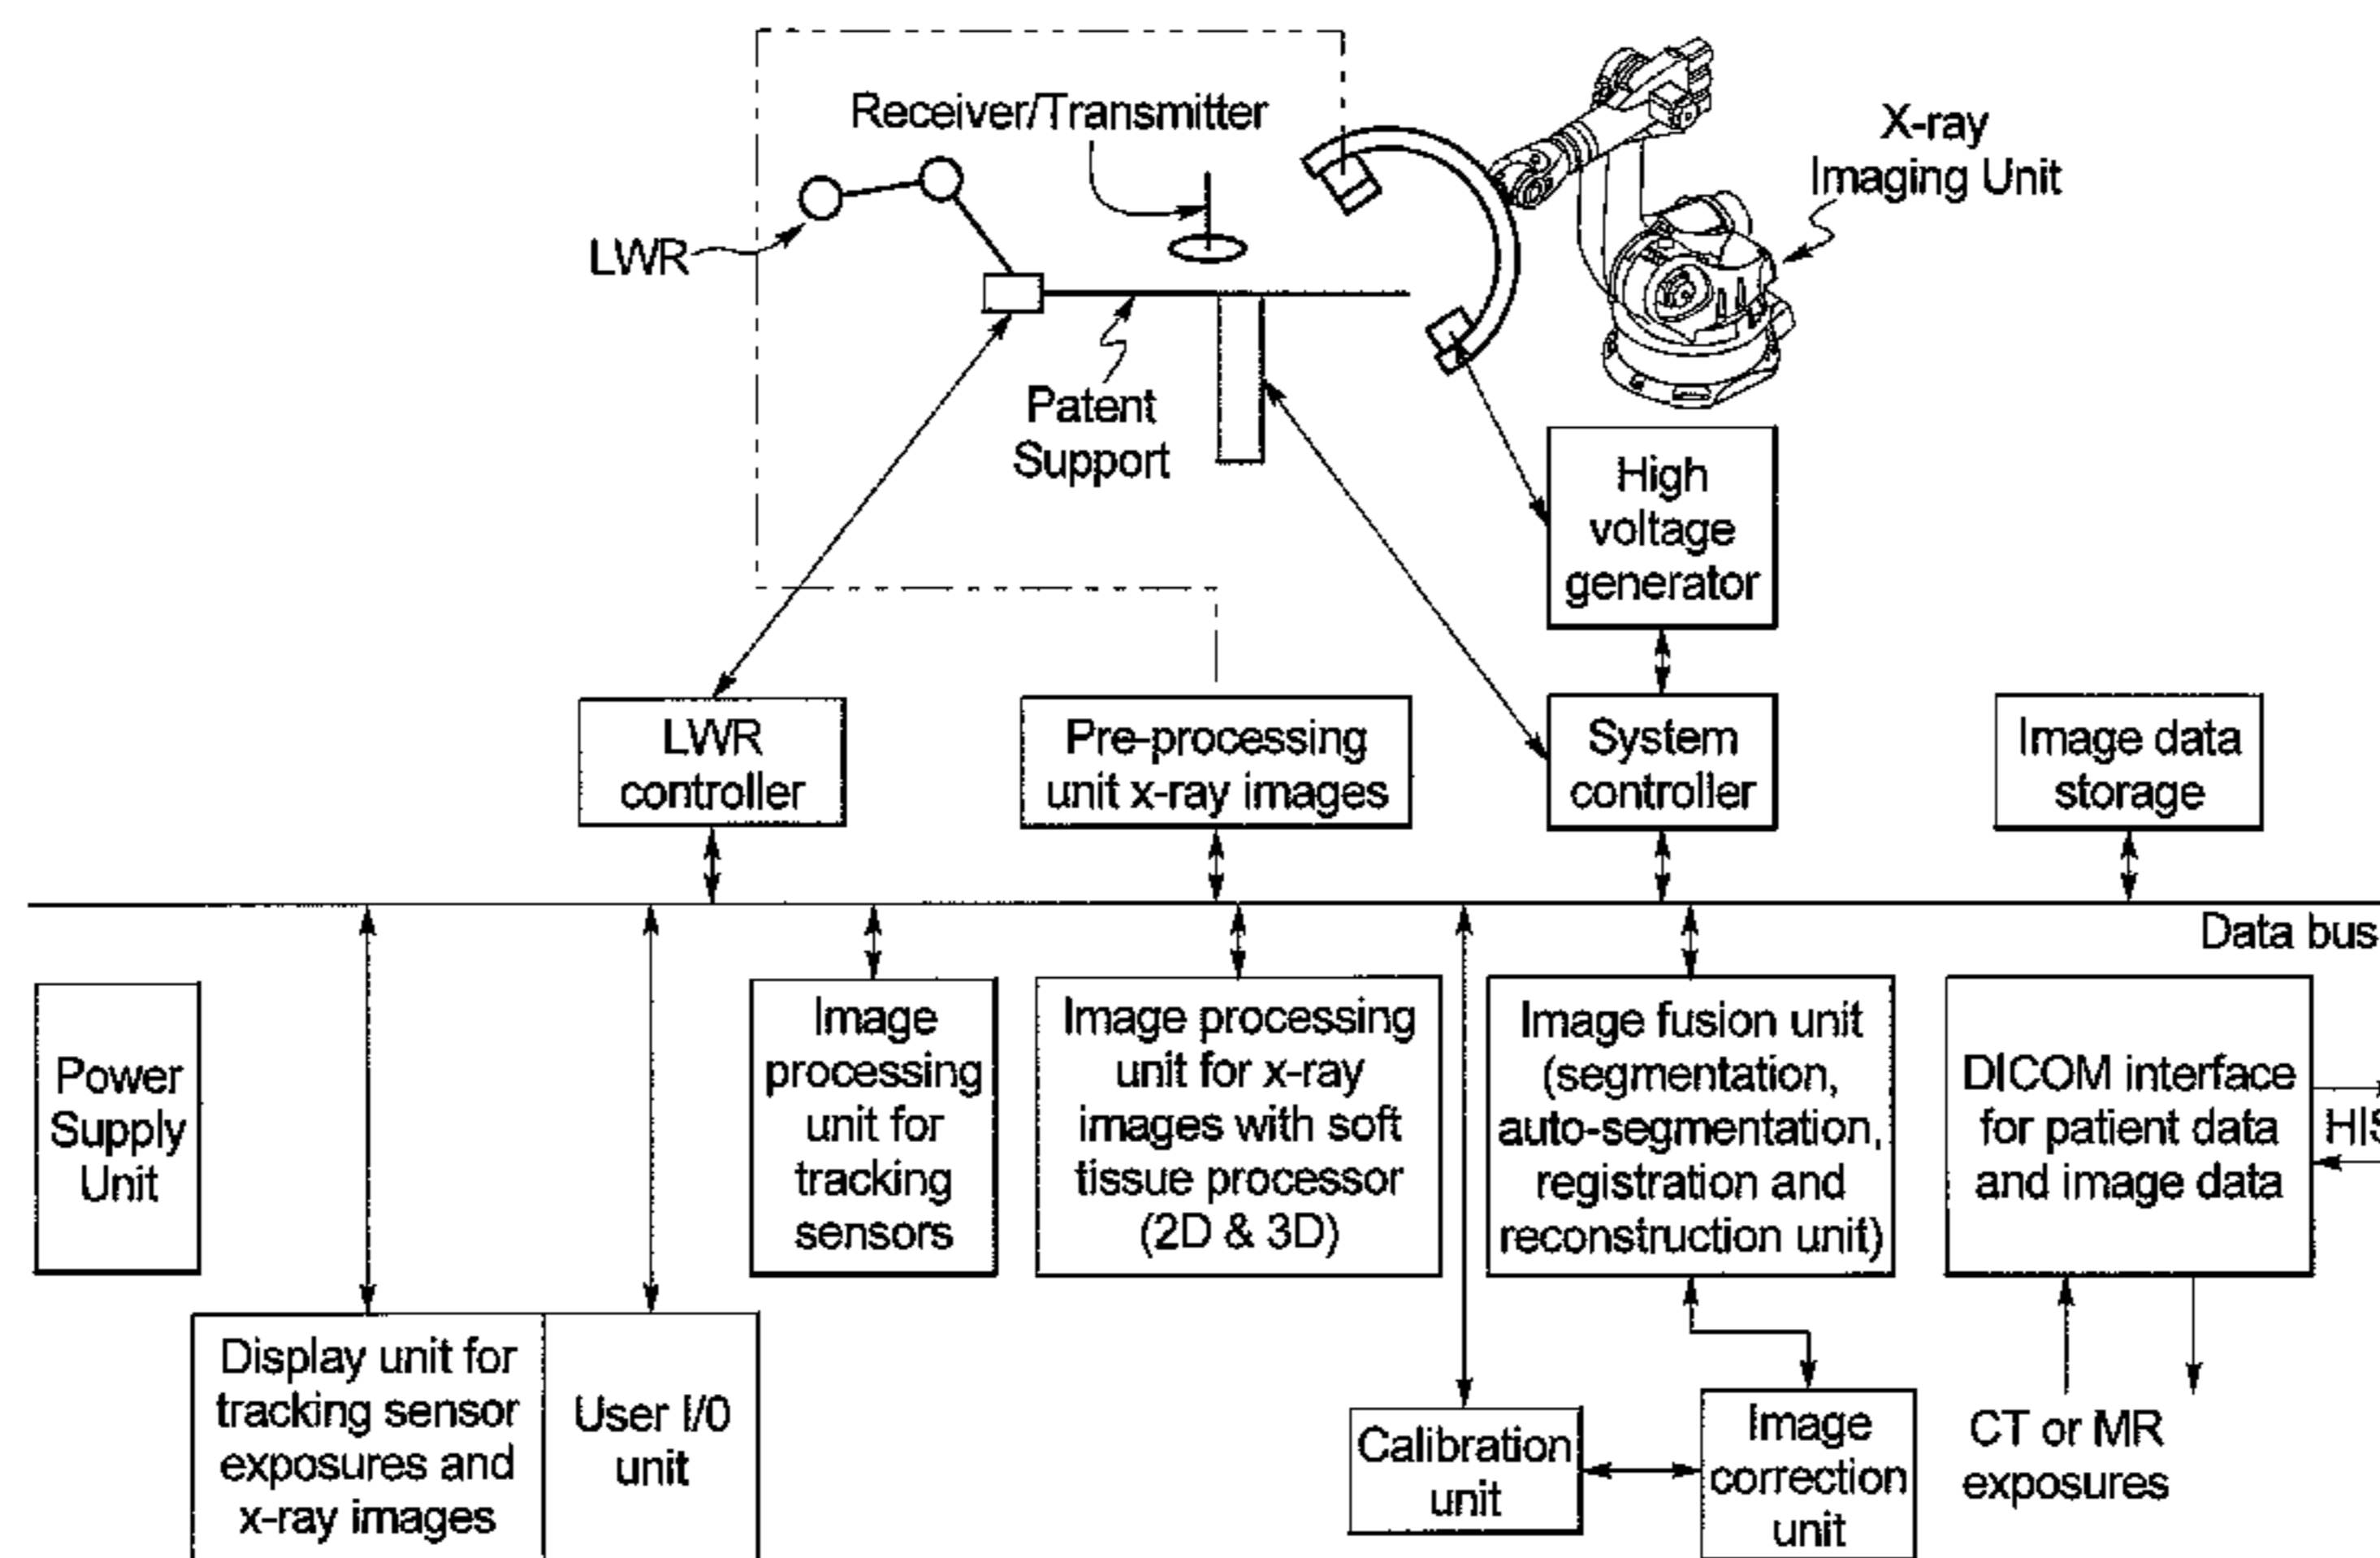 Receiver/Transmitter
X-ray
Imaging Unit
LWR
Patent
Support
High
voltage
generator
LWR
controller
Pre-processing
unit x-ray images
System
controller
Image data
storage
Data bus
Power
Supply
Unit
Image
processing
unit for
tracking
sensors
Image processing
unit for x-ray
images with soft
tissue processor
(2D & 3D)
Image fusion unit
(segmentation,
auto-segmentation,
registration and
reconstruction unit)
DICOM interface
for patient data
and image data
HIS
Display unit for
tracking sensor
exposures and
x-ray images
User I/0
unit
Calibration
unit
Image
correction
unit
CT or MR
exposures